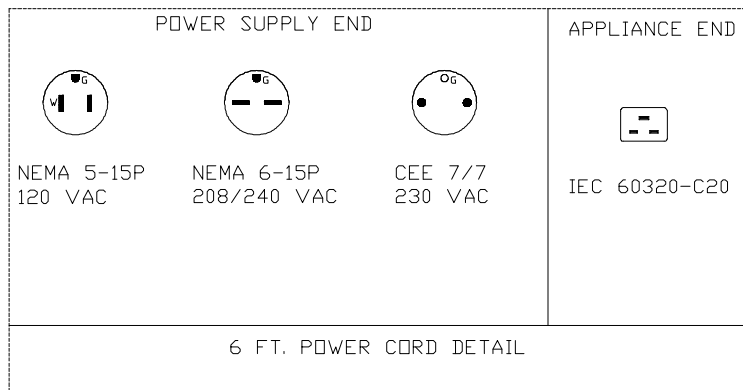 POWER SUPPLY END
APPLIANCE END
G
W
G
G
NEMA 5-15P
120 VAC
NEMA 6-15P
208/240 VAC
CEE 7/7
230 VAC
IEC 60320-C20
6 FT. POWER CORD DETAIL